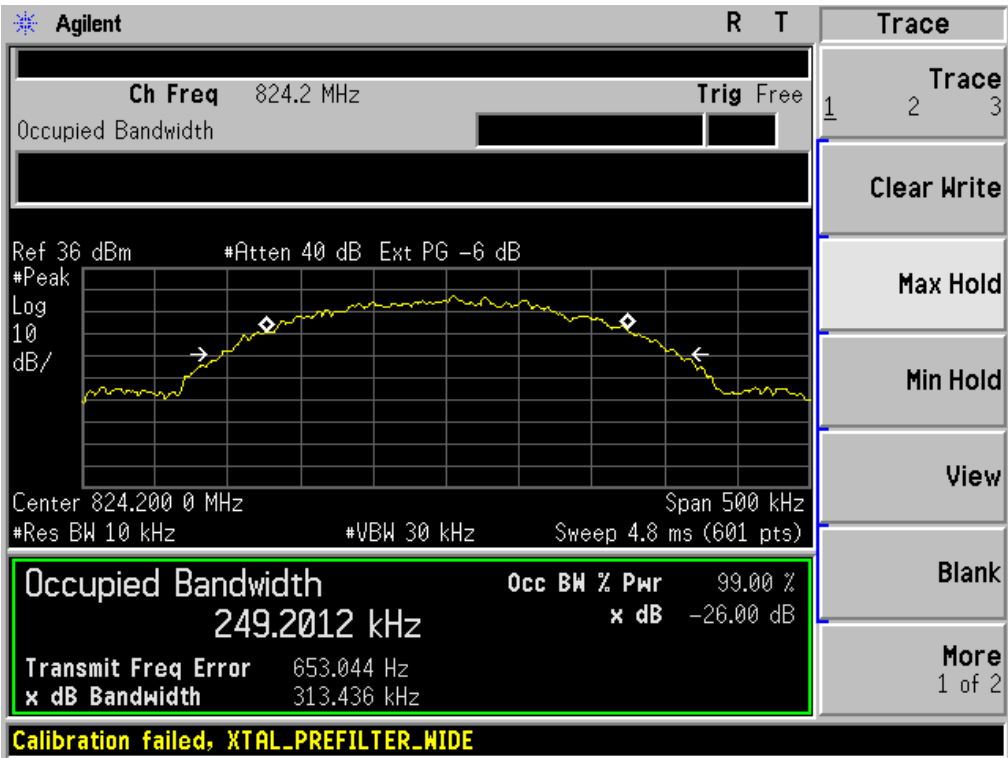 Agilent R T Trace
Ch Freq 824.2 MHz Trig Free
Occupied Bandwidth
Trace
1 2 3
Clear Write
Ref 36 dBm #Atten 40 dB Ext PG -6 dB
#Peak
Log
10
dB/
Max Hold
Min Hold
View
Center 824.200 0 MHz Span 500 kHz
#Res BW 10 kHz #VBW 30 kHz Sweep 4.8 ms (601 pts)
Occupied Bandwidth Occ BW % Pwr 99.00 %
249.2012 kHz x dB -26.00 dB
Transmit Freq Error 653.044 Hz
x dB Bandwidth 313.436 kHz
Blank
More
1 of 2
Calibration failed, XTAL_PREFILTER_WIDE